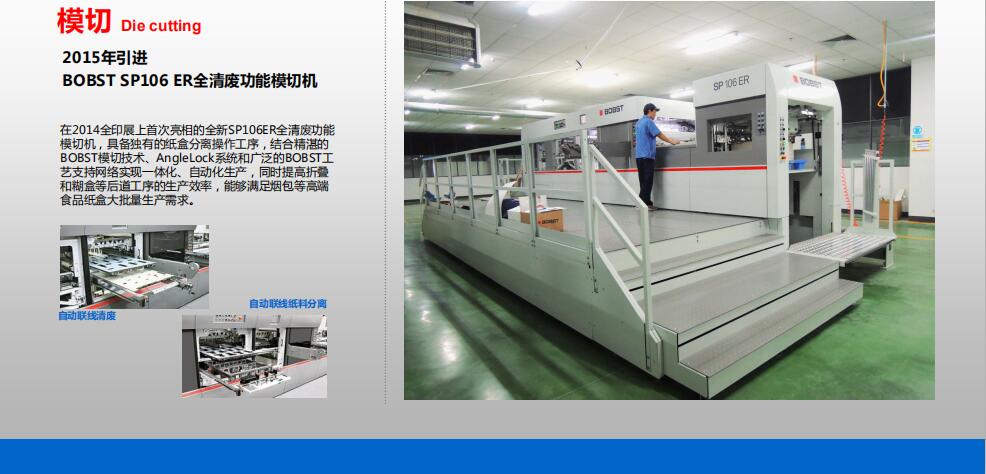 模切 Die cutting
2015年引进
BOBST SP106 ER全清废功能模切机
在2014全印展上首次亮相的全新SP106ER全清废功能
模切机，具备独有的纸盒分离操作工序，结合精湛的
BOBST模切技术、AngleLock系统和广泛的BOBST工
艺支持网络实现一体化、自动化生产，同时提高折叠
和糊盒等后道工序的生产效率，能够满足烟包等高端
食品纸盒大批量生产需求。
自动联线清废
自动联线纸料分离
BOBST
SP 106 ER
BOBST
BOBST